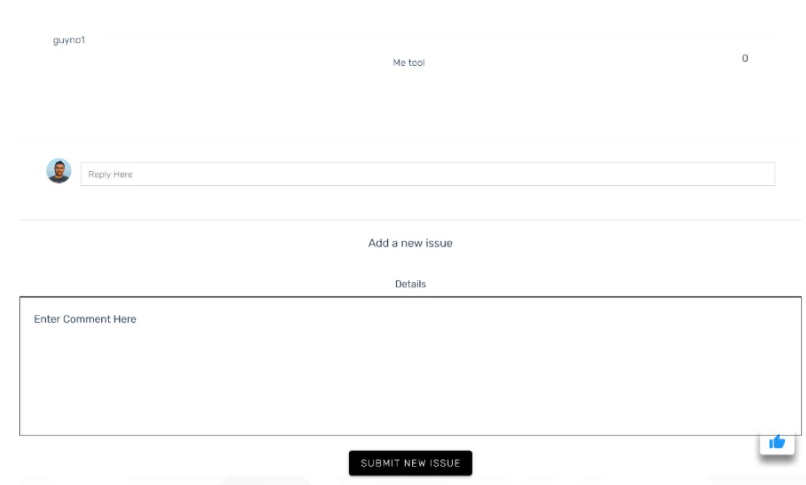 guyno1
Me too!
0
Reply Here
Add a new issue
Details
Enter Comment Here
SUBMIT NEW ISSUE